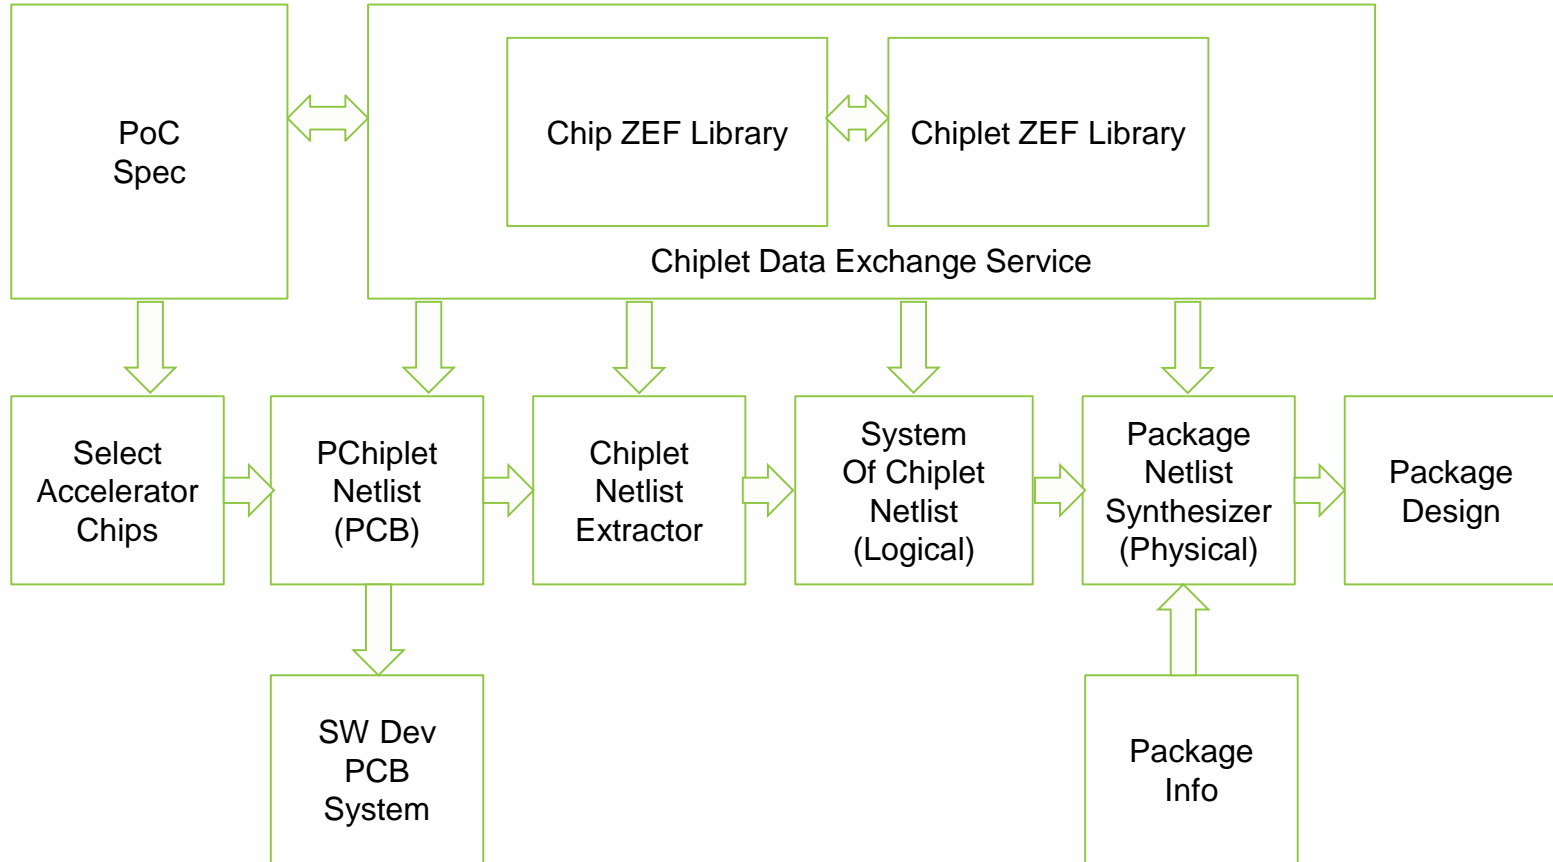 PoC
Spec
Chip ZEF Library
Chiplet ZEF Library
Chiplet Data Exchange Service
Select
Accelerator
Chips
PChiplet
Netlist
(PCB)
Chiplet
Netlist
Extractor
System
Of Chiplet
Netlist
(Logical)
Package
Netlist
Synthesizer
(Physical)
Package
Design
SW Dev
PCB
System
Package
Info